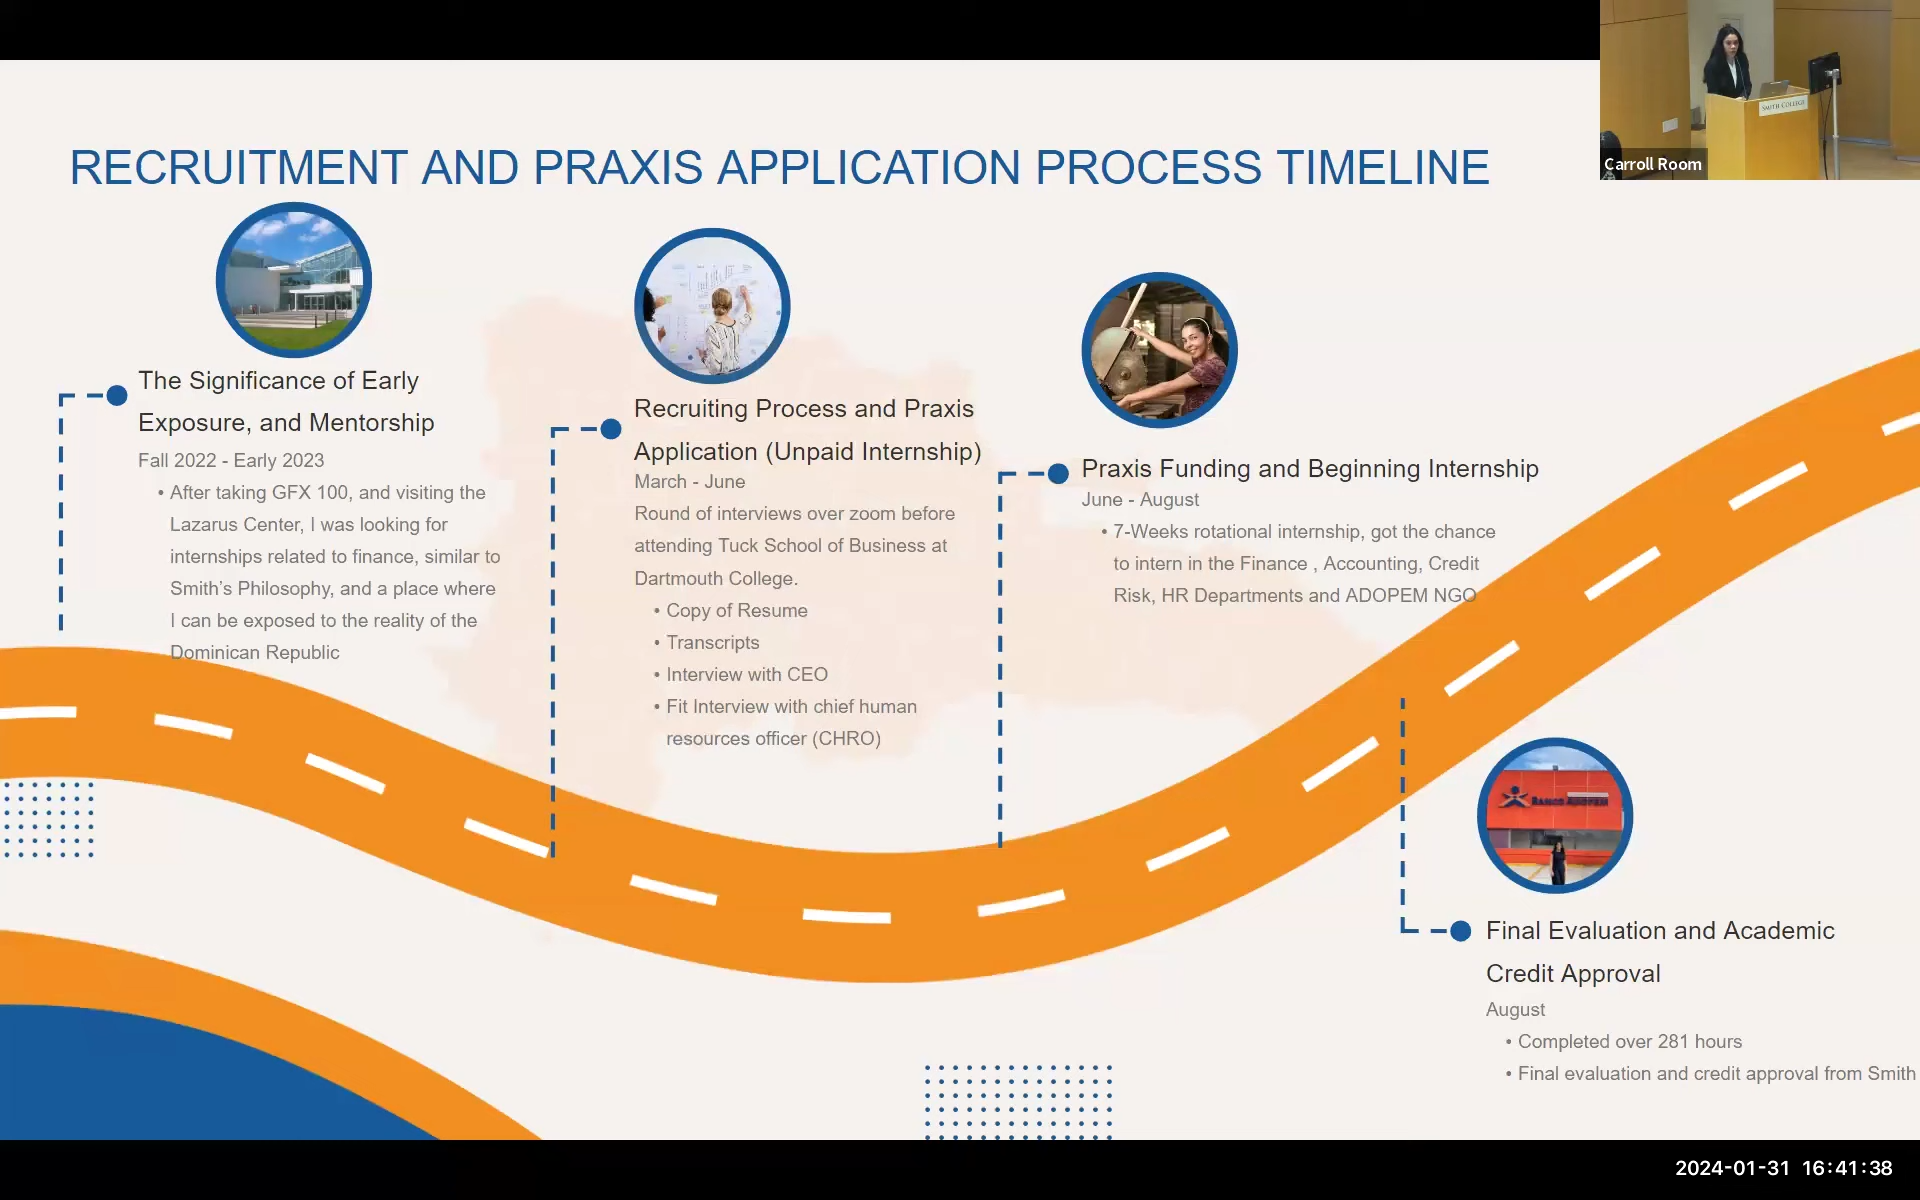 RECRUITMENT AND PRAXIS APPLICATION PROCESS TIMELINE
SMITH COLLEGE
Carroll Room
The Significance of Early
Exposure, and Mentorship
Fall 2022 - Early 2023
• After taking GFX 100, and visiting the
Lazarus Center, I was looking for
internships related to finance, similar to
Smith's Philosophy, and a place where
I can be exposed to the reality of the
Dominican Republic
Recruiting Process and Praxis
Application (Unpaid Internship)
March - June
Round of interviews over zoom before
attending Tuck School of Business at
Dartmouth College.
• Copy of Resume
• Transcripts
• Interview with CEO
• Fit Interview with chief human
resources officer (CHRO)
Praxis Funding and Beginning Internship
June - August
• 7-Weeks rotational internship, got the chance
to intern in the Finance , Accounting, Credit
Risk, HR Departments and ADOPEM NGO
BANCO ADOPEM
Final Evaluation and Academic
Credit Approval
August
• Completed over 281 hours
• Final evaluation and credit approval from Smith
2024-01-31 16:41:38